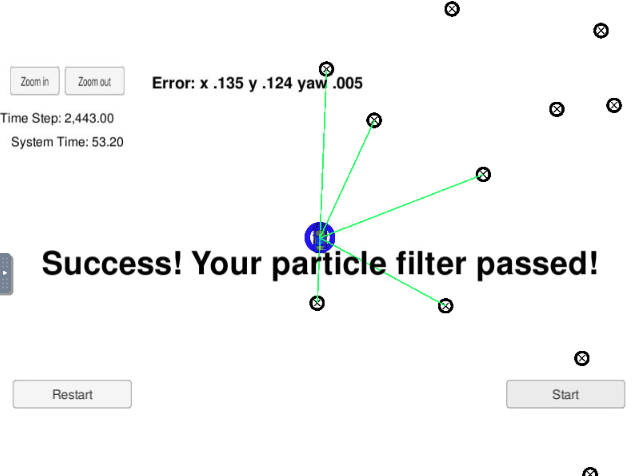 Zoom in Zoom out Error: x .135 y .124 yaw .005
Time Step: 2,443.00
System Time: 53.20
Success! Your particle filter passed!
Restart Start